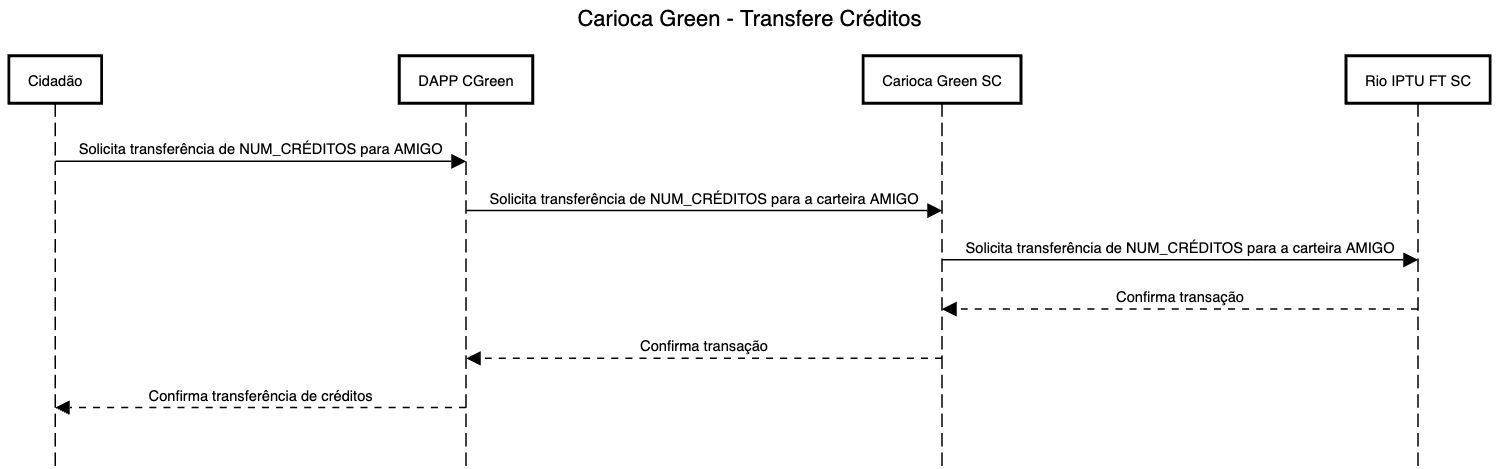 Carioca Green - Transfere Créditos
Cidadão
DAPP CGreen
Carioca Green SC
Rio IPTU FT SC
Solicita transferência de NUM_CRÉDITOS para AMIGO
Solicita transferência de NUM_CRÉDITOS para a carteira AMIGO
Solicita transferência de NUM_CRÉDITOS para a carteira AMIGO
Confirma transação
Confirma transação
Confirma transferência de créditos